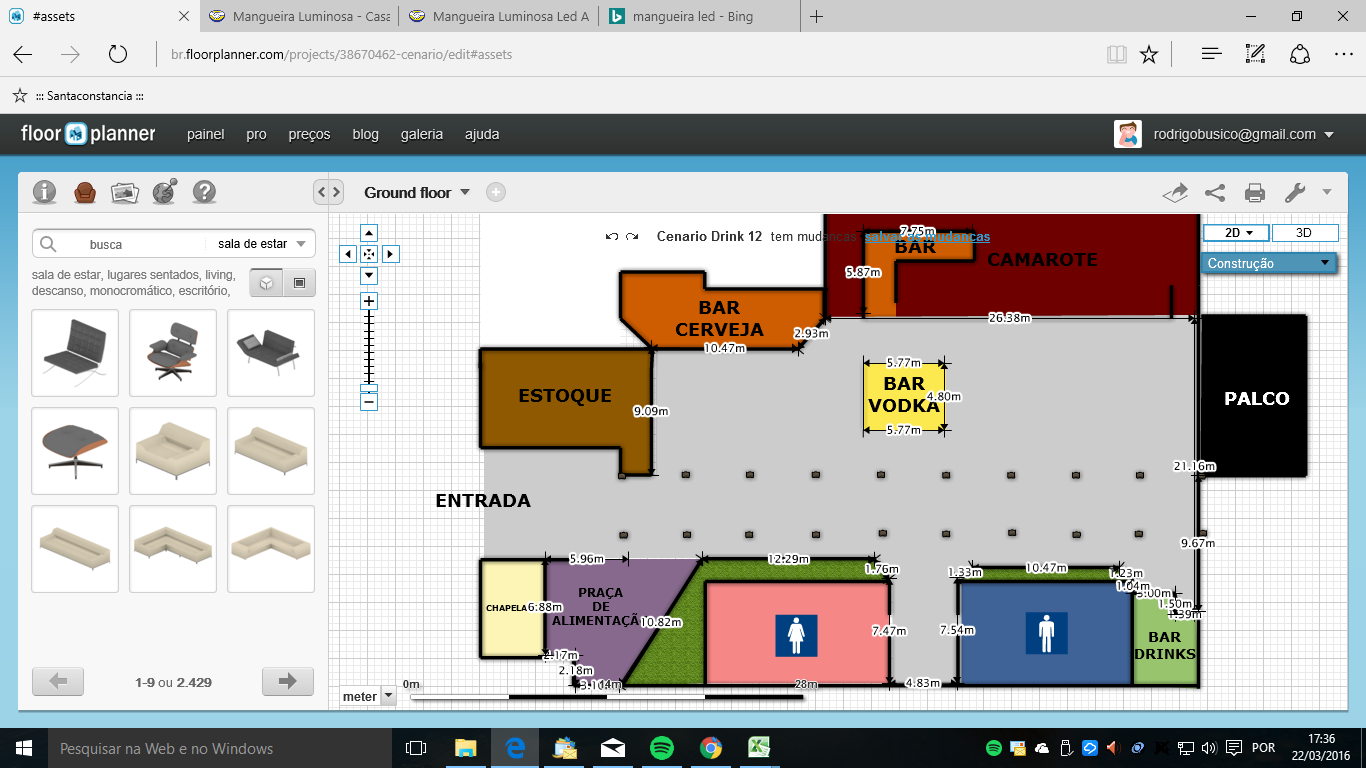 #assets
Mangueira Luminosa - Casa
Mangueira Luminosa Led A
mangueira led - Bing
br.floorplanner.com/projects/38670462-cenario/edit#assets
::: Santaconstancia :::
floor planner
painel
pro
preços
blog
galeria
ajuda
rodrigobusico@gmail.com
Ground floor
busca
sala de estar
sala de estar, lugares sentados, living,
descanso, monocromático, escritório,
1-9 ou 2.429
Cenario Drink 12 tem mudanças salvar as mudancas
2D
3D
Construção
7.75m
BAR
5.87m
CAMAROTE
26.38m
BAR
CERVEJA
2.93m
10.47m
ESTOQUE
9.09m
5.77m
BAR
VODKA
4.80m
5.77m
PALCO
21.16m
ENTRADA
9.67m
5.96m
12.29m
1.76m
1.33m
10.47m
1.23m
1.04m
3.00m
1.50m
1.39m
CHAPELA
6.88m
PRAÇA
DE
ALIMENTAÇÃ
10.82m
7.47m
7.54m
BAR
DRINKS
2.17m
2.18m
4.83m
meter
0m
28m
Pesquisar na Web e no Windows
POR
17:36
22/03/2016